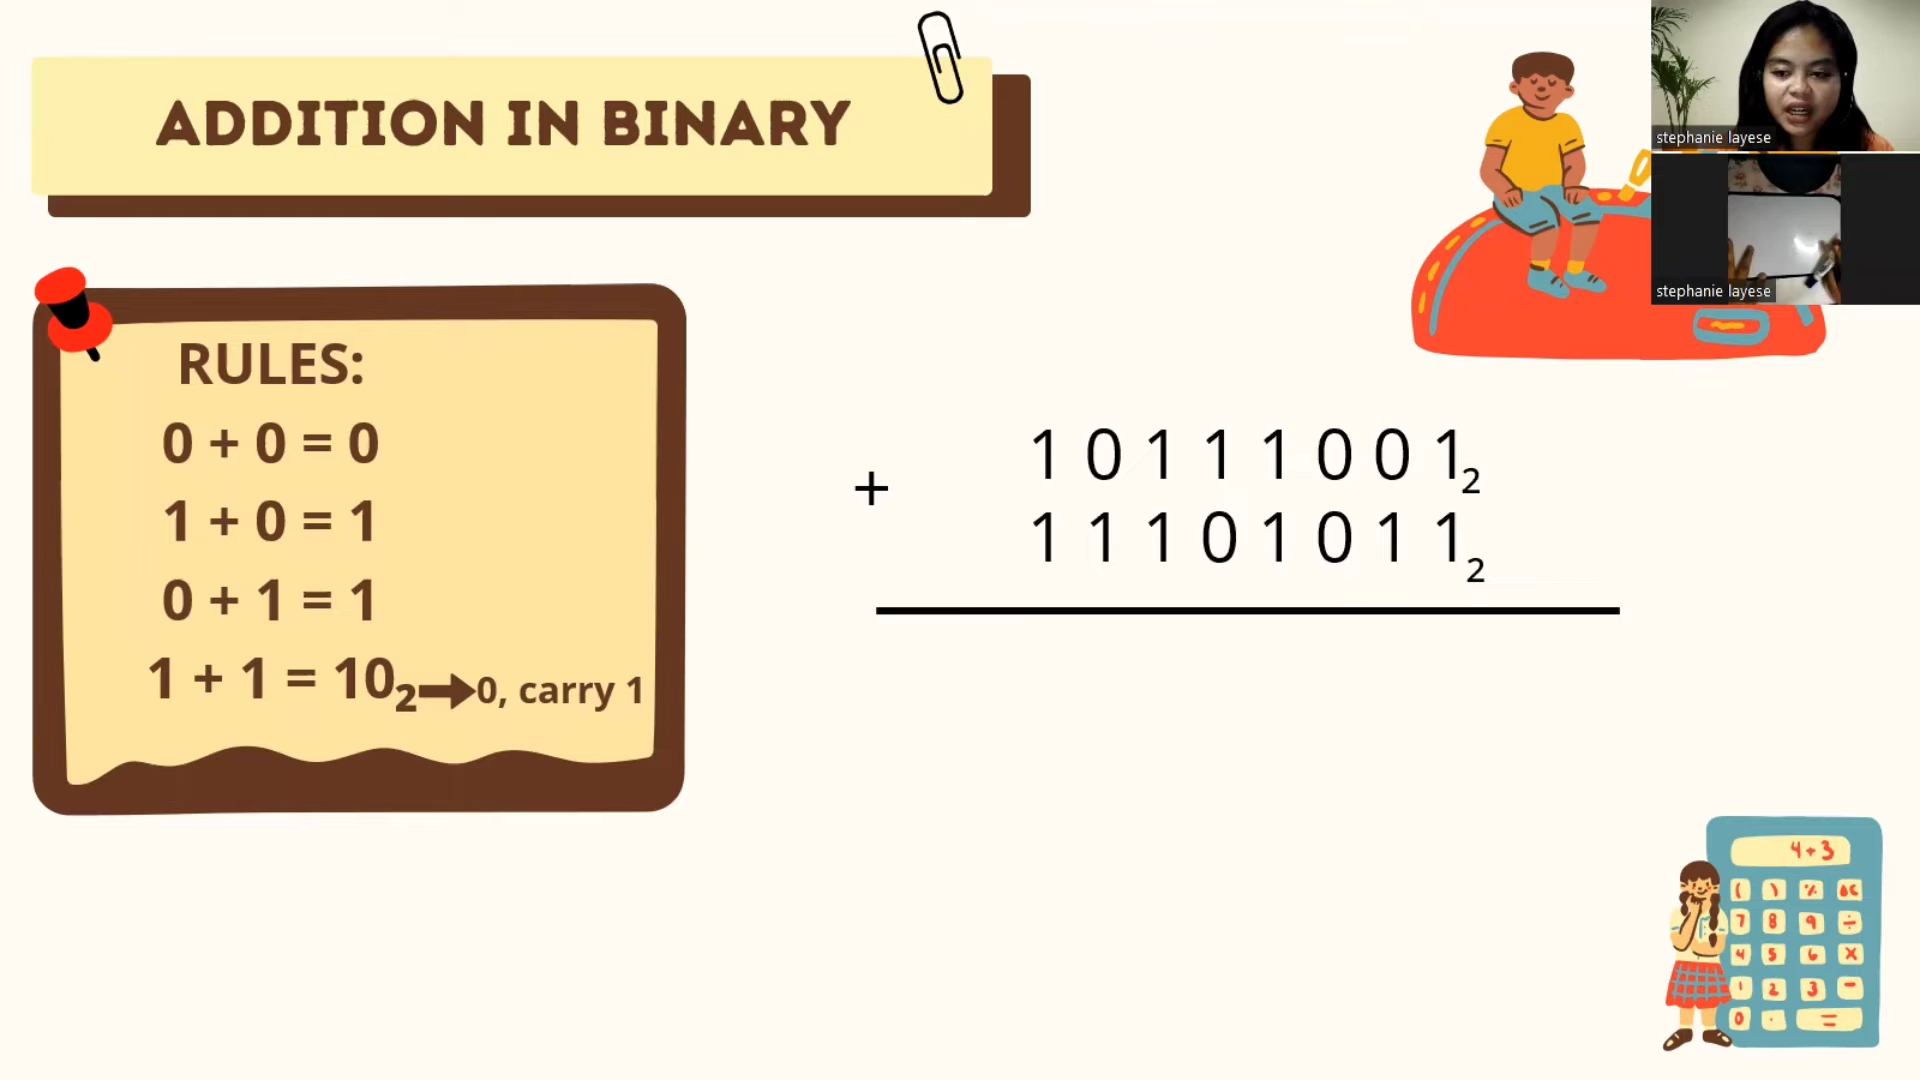 ADDITION IN BINARY
stephanie layese
stephanie layese
RULES:
0 + 0 = 0
1 + 0 = 1
0 + 1 = 1
1 + 1 = 10₂➡0, carry 1
1 0 1 1 1 0 0 1₂
+
1 1 1 0 1 0 1 1₂
4+3
( ) % AC
7 8 9 ÷
4 5 6 X
1 2 3 -
0 . =